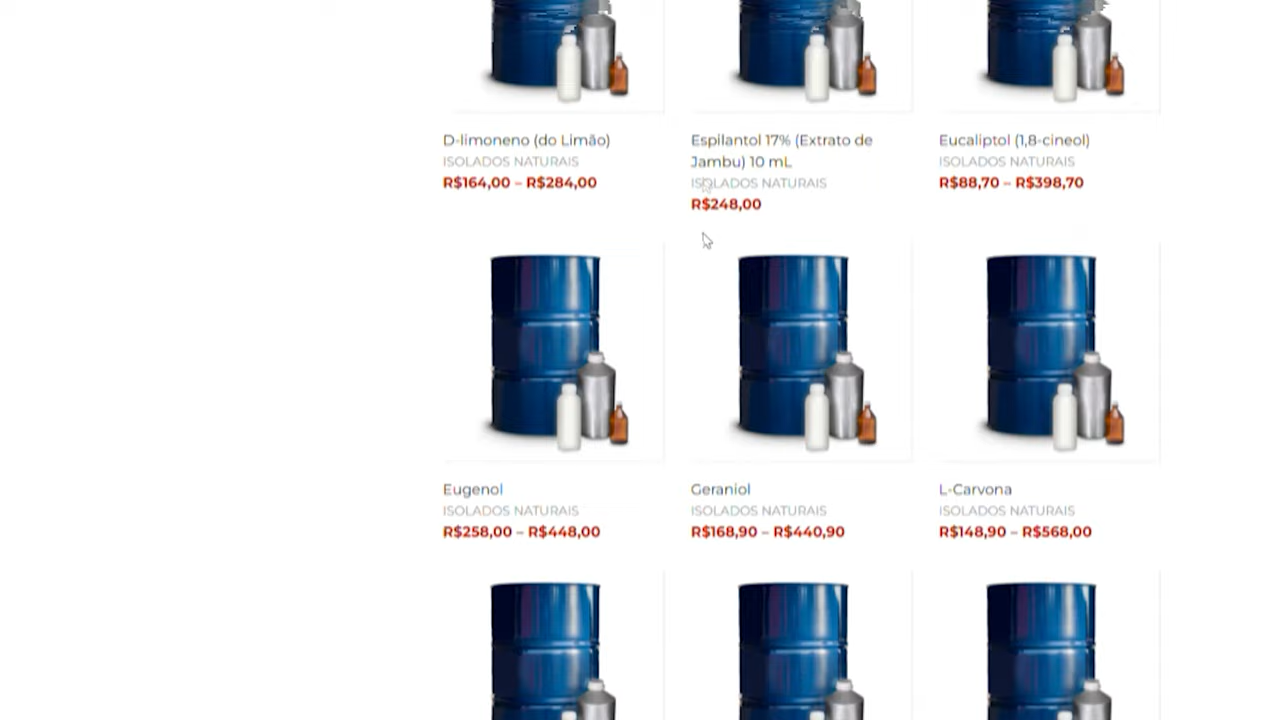 D-limoneno (do Limão)
ISOLADOS NATURAIS
R$164,00 – R$284,00
Espilantol 17% (Extrato de
Jambu) 10 mL
ISOLADOS NATURAIS
R$248,00
Eucaliptol (1,8-cineol)
ISOLADOS NATURAIS
R$88,70 – R$398,70
Eugenol
ISOLADOS NATURAIS
R$258,00 – R$448,00
Geraniol
ISOLADOS NATURAIS
R$168,90 – R$440,90
L-Carvona
ISOLADOS NATURAIS
R$148,90 – R$568,00